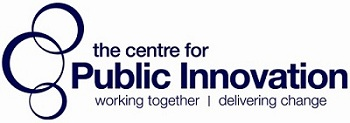 the centre for
Public Innovation
working together | delivering change